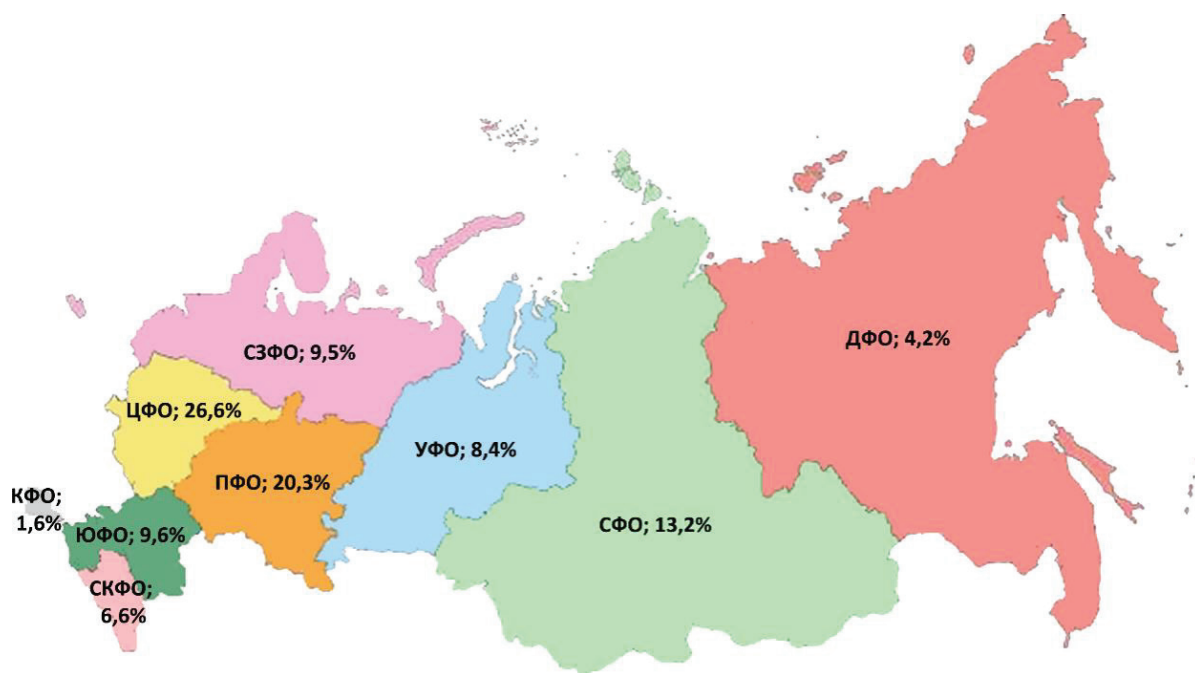 ДФО; 4,2%
СЗФО; 9,5%
ЦФО; 26,6%
УФО; 8,4%
ПФО; 20,3%
КФО;
1,6%
СФО; 13,2%
ЮФО; 9,6%
СКФО;
6,6%